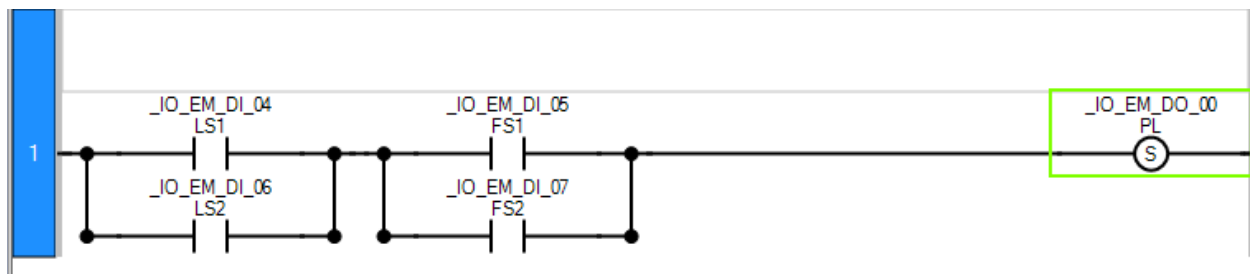 _IO_EM_DI_04
LS1
_IO_EM_DI_05
FS1
_IO_EM_DO_00
PL
S
1
_IO_EM_DI_06
LS2
_IO_EM_DI_07
FS2